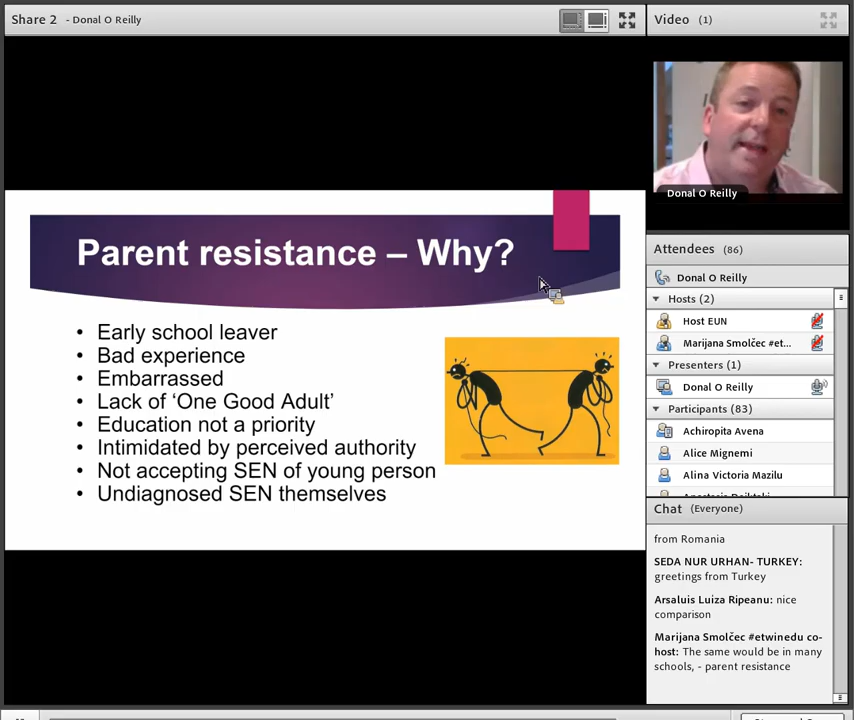 Share 2 - Donal O Reilly
Video (1)
Donal O Reilly
Parent resistance – Why?
• Early school leaver
• Bad experience
• Embarrassed
• Lack of ‘One Good Adult’
• Education not a priority
• Intimidated by perceived authority
• Not accepting SEN of young person
• Undiagnosed SEN themselves
Attendees (86)
Donal O Reilly
Hosts (2)
Host EUN
Marijana Smolčec #et...
Presenters (1)
Donal O Reilly
Participants (83)
Achiropita Avena
Alice Mignemi
Alina Victoria Mazilu
Chat (Everyone)
from Romania
SEDA NUR URHAN- TURKEY:
greetings from Turkey
Arsaluis Luiza Ripeanu: nice
comparison
Marijana Smolčec #etwinedu co-
host: The same would be in many
schools, - parent resistance